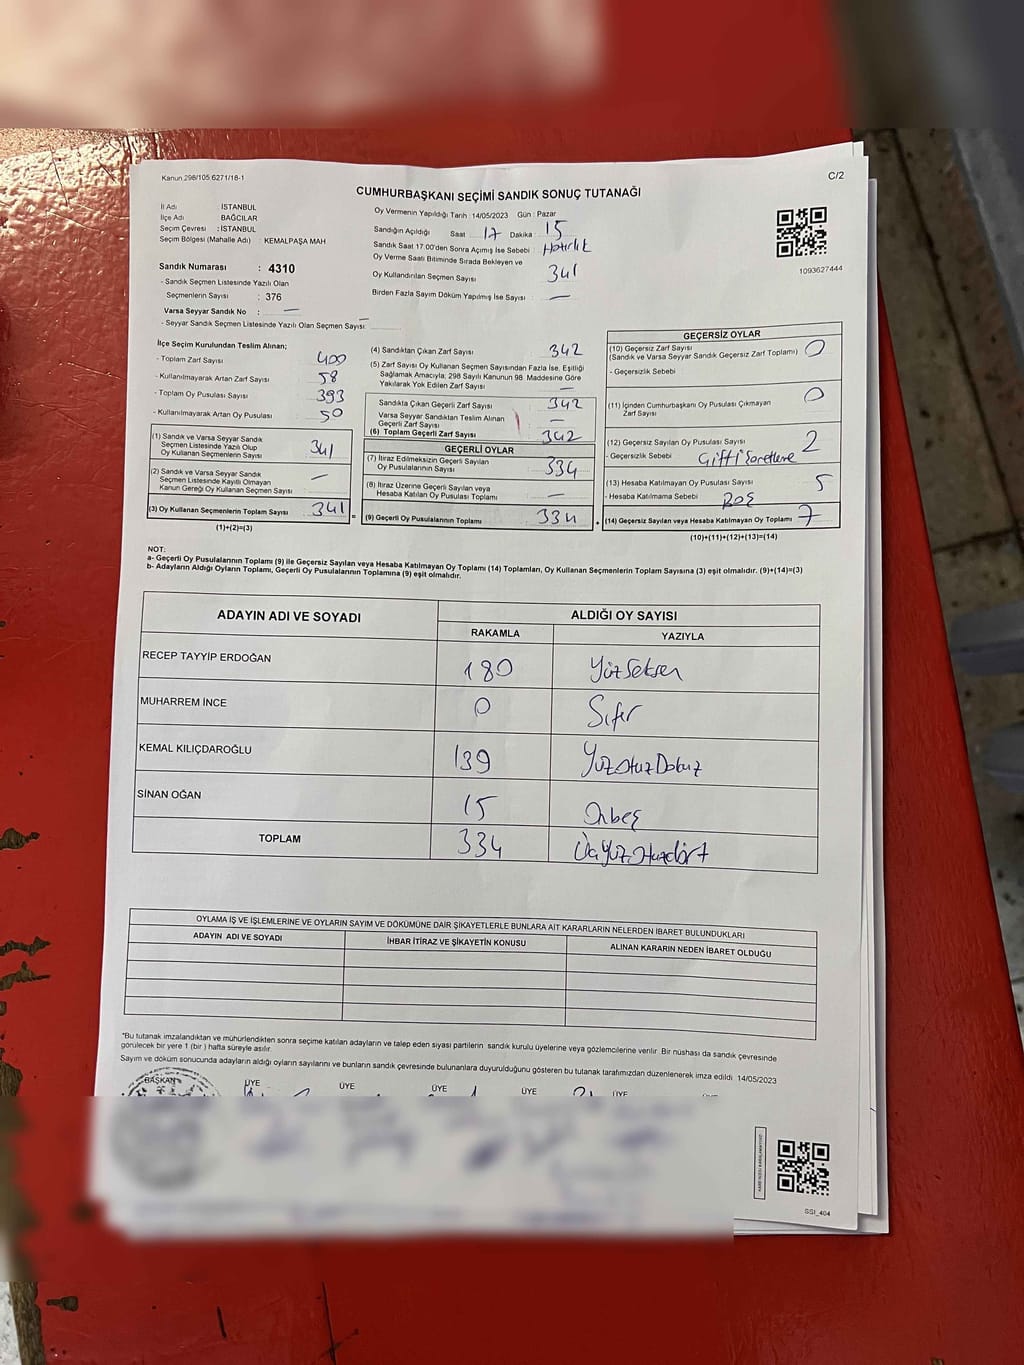 Kanun 298/105 6271/18-1
C/2
CUMHURBAŞKANI SEÇİMİ SANDIK SONUÇ TUTANAĞI
İl Adı : İSTANBUL
İlçe Adı : BAĞCILAR
Seçim Çevresi : İSTANBUL
Seçim Bölgesi (Mahalle Adı) : KEMALPAŞA MAH
Sandık Numarası : 4310
- Sandık Seçmen Listesinde Yazılı Olan
Seçmenlerin Sayısı : 376
Varsa Seyyar Sandık No : —
- Seyyar Sandık Seçmen Listesinde Yazılı Olan Seçmen Sayısı: —
Oy Vermenin Yapıldığı Tarih : 14/05/2023 Gün : Pazar
Sandığın Açıldığı Saat : 17 Dakika : 15
Sandık Saat 17:00'den Sonra Açımış İse Sebebi : Hazırlık
Oy Verme Saati Bitiminde Sırada Bekleyen ve
Oy Kullandırılan Seçmen Sayısı 341
Birden Fazla Sayım Döküm Yapılmış İse Sayısı : —
1093627444
İlçe Seçim Kurulundan Teslim Alınan;
- Toplam Zarf Sayısı 400
- Kullanılmayarak Artan Zarf Sayısı 58
- Toplam Oy Pusulası Sayısı 393
- Kullanılmayarak Artan Oy Pusulası 50
(1) Sandık ve Varsa Seyyar Sandık
Seçmen Listesinde Yazılı Olup
Oy Kullanan Seçmenlerin Sayısı 341
(2) Sandık ve Varsa Seyyar Sandık
Seçmen Listesinde Kayıtlı Olmayan
Kanun Gereği Oy Kullanan Seçmen Sayısı —
(3) Oy Kullanan Seçmenlerin Toplam Sayısı 341 =
(1)+(2)=(3)
(4) Sandıktan Çıkan Zarf Sayısı 342
(5) Zarf Sayısı Oy Kullanan Seçmen Sayısından Fazla İse, Eşitliği
Sağlamak Amacıyla; 298 Sayılı Kanunun 98. Maddesine Göre
Yakılarak Yok Edilen Zarf Sayısı —
Sandıkta Çıkan Geçerli Zarf Sayısı 342
Varsa Seyyar Sandıktan Teslim Alınan
Geçerli Zarf Sayısı —
(6) Toplam Geçerli Zarf Sayısı 342
GEÇERLİ OYLAR
(7) İtiraz Edilmeksizin Geçerli Sayılan
Oy Pusulalarının Sayısı 334
(8) İtiraz Üzerine Geçerli Sayılan veya
Hesaba Katılan Oy Pusulası Toplamı —
(9) Geçerli Oy Pusulalarının Toplamı 334 +
GEÇERSİZ OYLAR
(10) Geçersiz Zarf Sayısı
(Sandık ve Varsa Seyyar Sandık Geçersiz Zarf Toplamı) 0
- Geçersizlik Sebebi
(11) İçinden Cumhurbaşkanı Oy Pusulası Çıkmayan
Zarf Sayısı 0
(12) Geçersiz Sayılan Oy Pusulası Sayısı 2
- Geçersizlik Sebebi Çift işaretleme
(13) Hesaba Katılmayan Oy Pusulası Sayısı 5
- Hesaba Katılmama Sebebi Boş
(14) Geçersiz Sayılan veya Hesaba Katılmayan Oy Toplamı 7
(10)+(11)+(12)+(13)=(14)
NOT:
a- Geçerli Oy Pusulalarının Toplamı (9) ile Geçersiz Sayılan veya Hesaba Katılmayan Oy Toplamı (14) Toplamları, Oy Kullanan Seçmenlerin Toplam Sayısına (3) eşit olmalıdır. (9)+(14)=(3)
b- Adayların Aldığı Oyların Toplamı, Geçerli Oy Pusulalarının Toplamına (9) eşit olmalıdır.
ADAYIN ADI VE SOYADI ALDIĞI OY SAYISI
RAKAMLA YAZIYLA
RECEP TAYYİP ERDOĞAN 180 Yüz Seksen
MUHARREM İNCE 0 Sıfır
KEMAL KILIÇDAROĞLU 139 Yüz Otuz Dokuz
SİNAN OĞAN 15 Onbeş
TOPLAM 334 Üç Yüz Otuzdört
OYLAMA İŞ VE İŞLEMLERİNE VE OYLARIN SAYIM VE DÖKÜMÜNE DAİR ŞİKAYETLERLE BUNLARA AİT KARARLARIN NELERDEN İBARET BULUNDUKLARI
ADAYIN ADI VE SOYADI İHBAR İTİRAZ VE ŞİKAYETİN KONUSU ALINAN KARARIN NEDEN İBARET OLDUĞU
*Bu tutanak imzalandıktan ve mühürlendikten sonra seçime katılan adayların ve talep eden siyasi partilerin sandık kurulu üyelerine veya gözlemcilerine verilir. Bir nüshası da sandık çevresinde
görülecek bir yere 1 (bir ) hafta süreyle asılır.
Sayım ve döküm sonucunda adayların aldığı oyların sayılarını ve bunların sandık çevresinde bulunanlara duyurulduğunu gösteren bu tutanak tarafımızdan düzenlenerek imza edildi 14/05/2023
BAŞKAN ÜYE ÜYE ÜYE ÜYE ÜYE
SSI_404